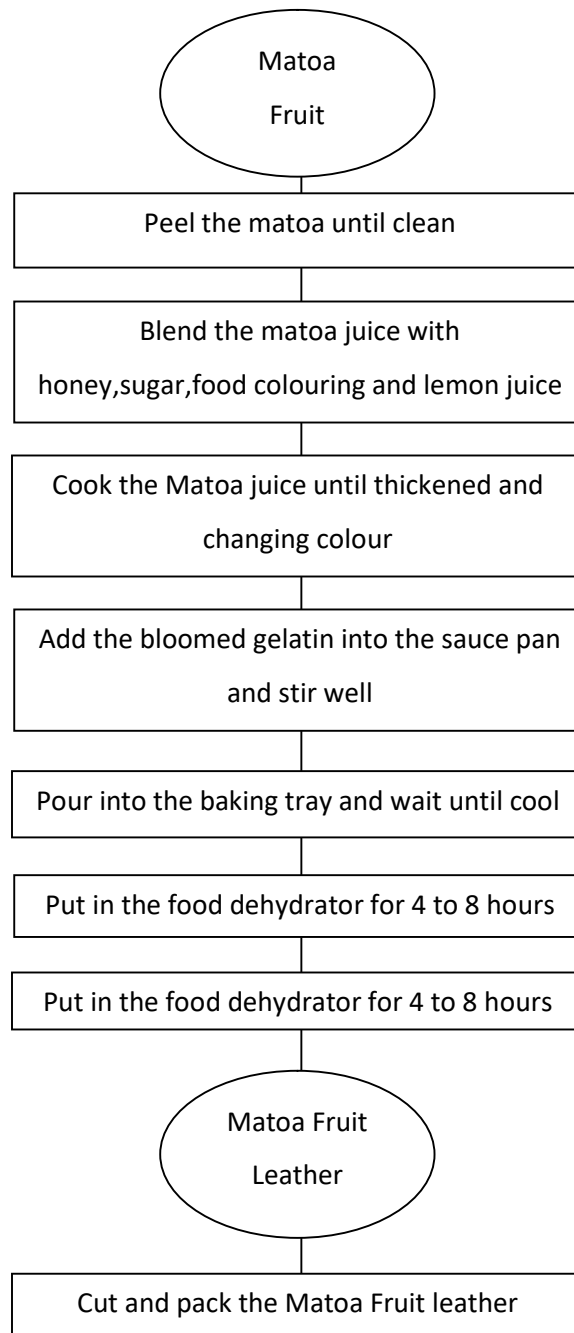 Matoa
Fruit
Peel the matoa until clean
Blend the matoa juice with
honey,sugar,food colouring and lemon juice
Cook the Matoa juice until thickened and
changing colour
Add the bloomed gelatin into the sauce pan
and stir well
Pour into the baking tray and wait until cool
Put in the food dehydrator for 4 to 8 hours
Put in the food dehydrator for 4 to 8 hours
Matoa Fruit
Leather
Cut and pack the Matoa Fruit leather